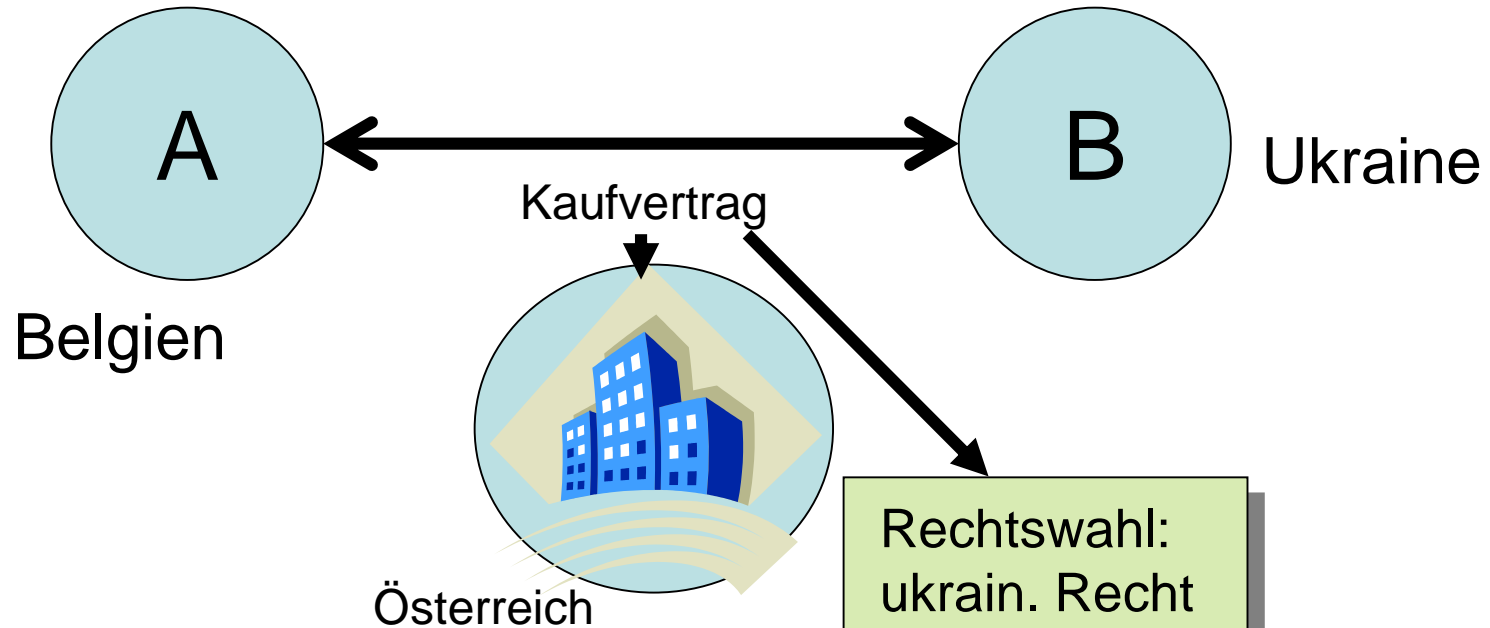 A
B
Ukraine
Kaufvertrag
Belgien
Rechtswahl:
ukrain. Recht
Österreich